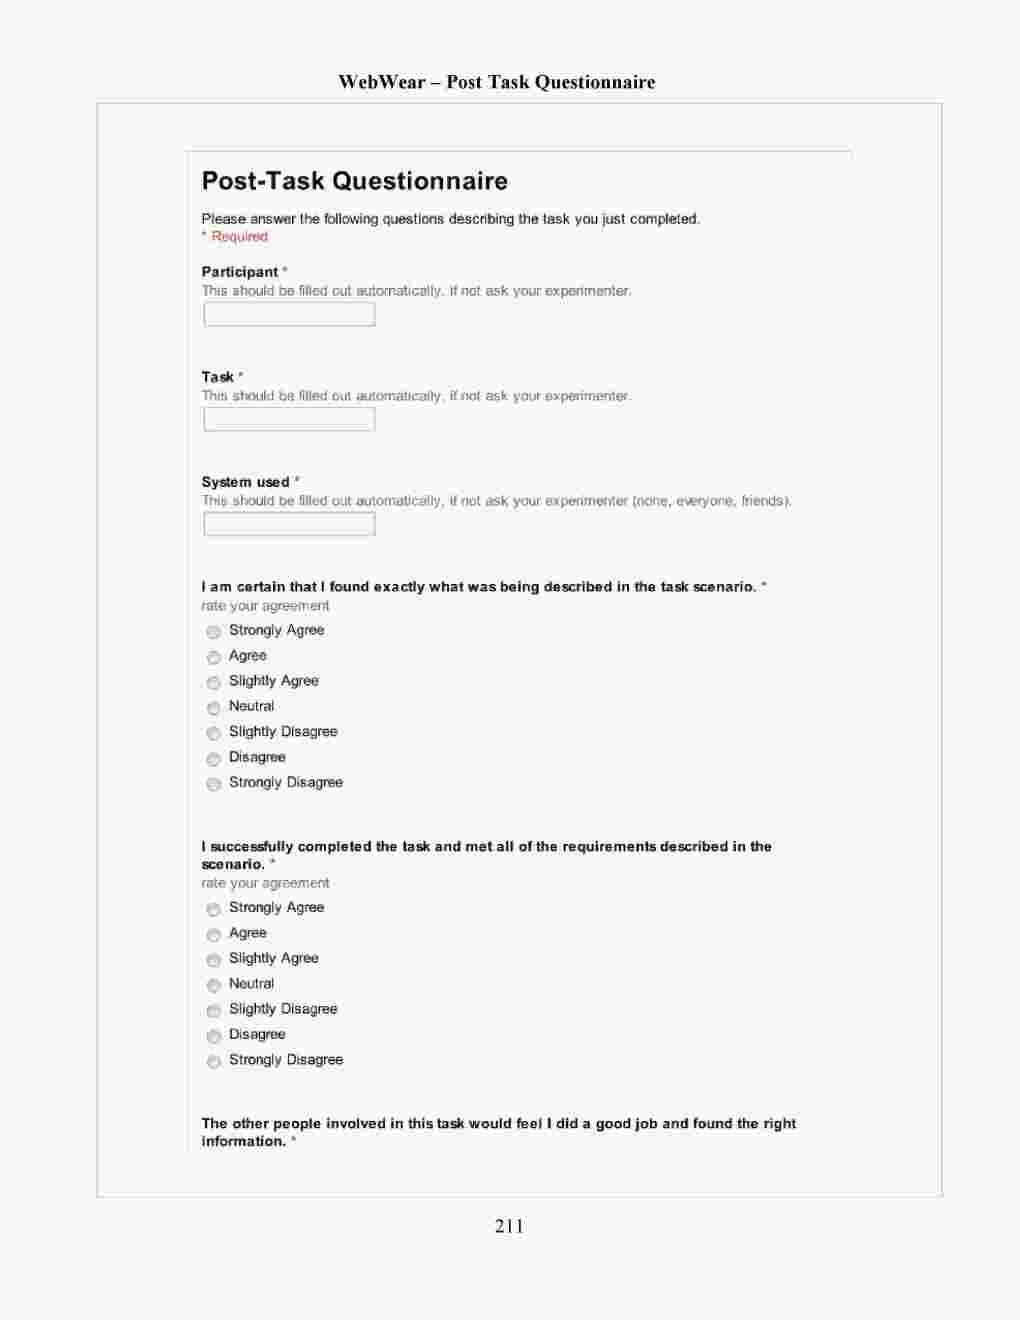 WebWear – Post Task Questionnaire
Post-Task Questionnaire
Please answer the following questions describing the task you just completed.
* Required
Participant *
This should be filled out automatically, if not ask your experimenter.
Task *
This should be filled out automatically, if not ask your experimenter.
System used *
This should be filled out automatically, if not ask your experimenter (none, everyone, friends).
I am certain that I found exactly what was being described in the task scenario. *
rate your agreement
Strongly Agree
Agree
Slightly Agree
Neutral
Slightly Disagree
Disagree
Strongly Disagree
I successfully completed the task and met all of the requirements described in the
scenario. *
rate your agreement
Strongly Agree
Agree
Slightly Agree
Neutral
Slightly Disagree
Disagree
Strongly Disagree
The other people involved in this task would feel I did a good job and found the right
information. *
211